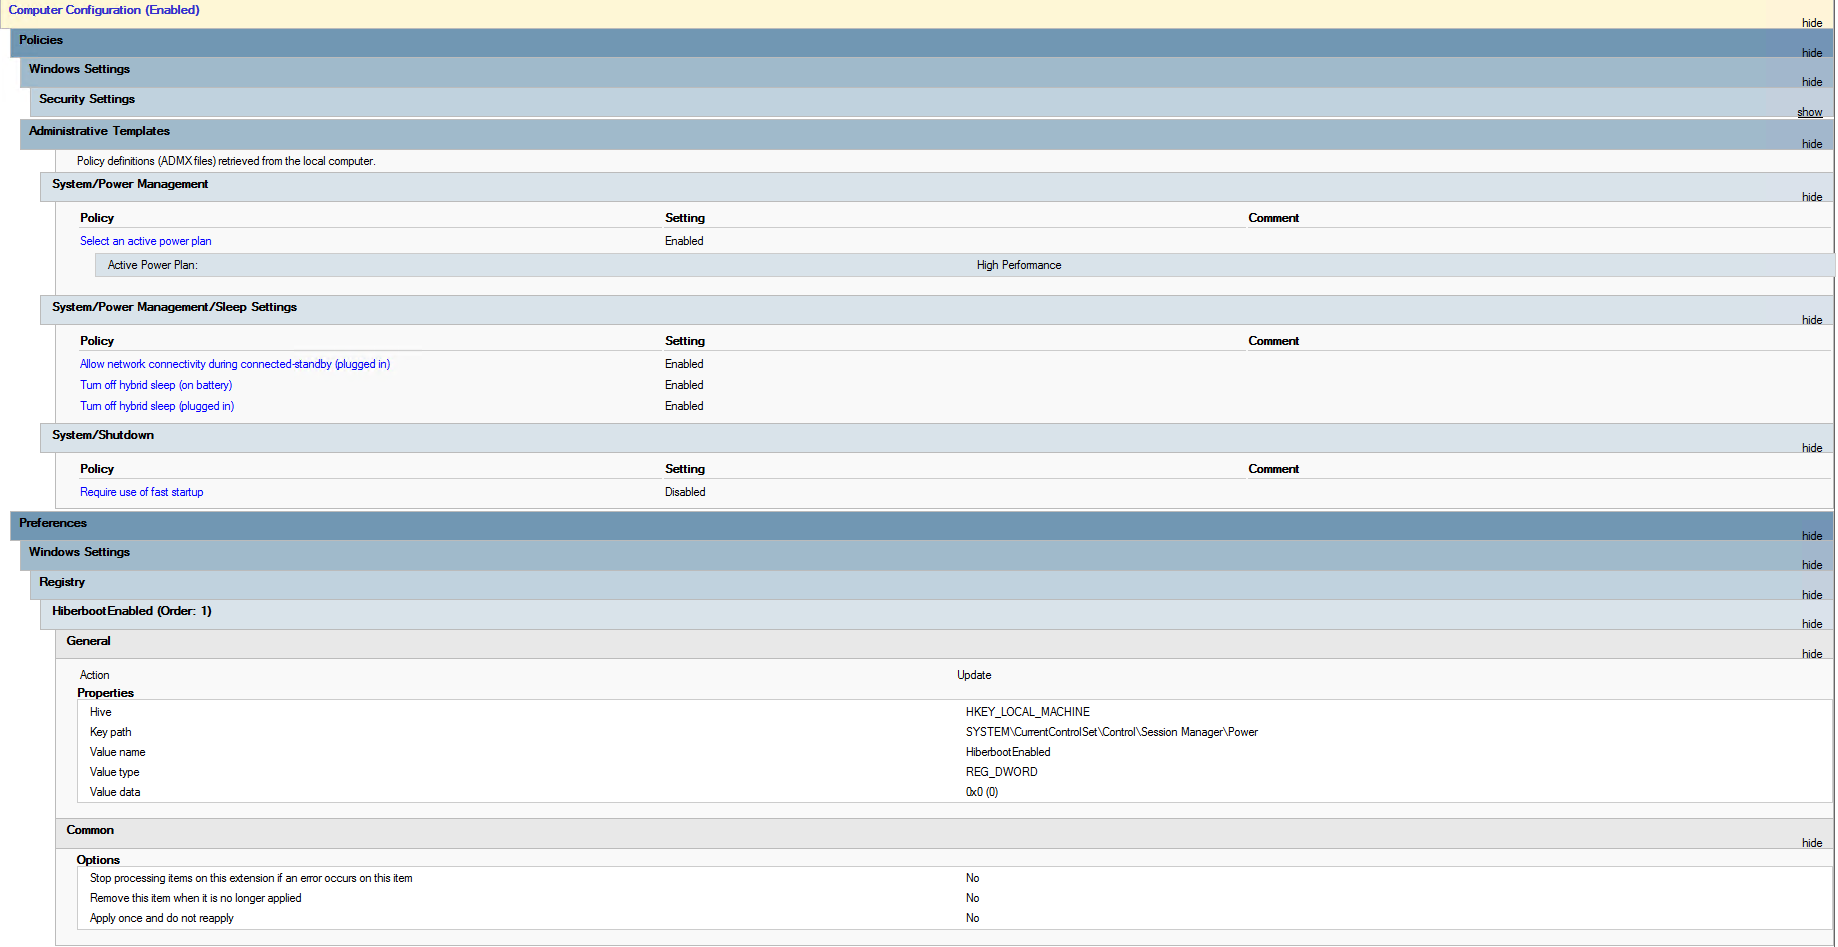 Computer Configuration (Enabled)
hide
Policies
hide
Windows Settings
hide
Security Settings
show
Administrative Templates
hide
Policy definitions (ADMX files) retrieved from the local computer.
System/Power Management
hide
Policy Setting Comment
Select an active power plan Enabled
Active Power Plan: High Performance
System/Power Management/Sleep Settings
hide
Policy Setting Comment
Allow network connectivity during connected-standby (plugged in) Enabled
Turn off hybrid sleep (on battery) Enabled
Turn off hybrid sleep (plugged in) Enabled
System/Shutdown
hide
Policy Setting Comment
Require use of fast startup Disabled
Preferences
hide
Windows Settings
hide
Registry
hide
HiberbootEnabled (Order: 1)
hide
General
hide
Action Update
Properties
Hive HKEY_LOCAL_MACHINE
Key path SYSTEM\CurrentControlSet\Control\Session Manager\Power
Value name HiberbootEnabled
Value type REG_DWORD
Value data 0x0 (0)
Common
hide
Options
Stop processing items on this extension if an error occurs on this item No
Remove this item when it is no longer applied No
Apply once and do not reapply No